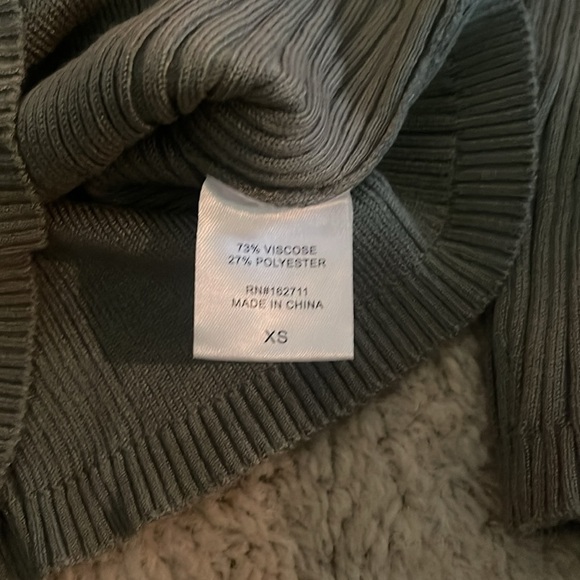 73% VISCOSE
27% POLYESTER
RN#162711
MADE IN CHINA
XS